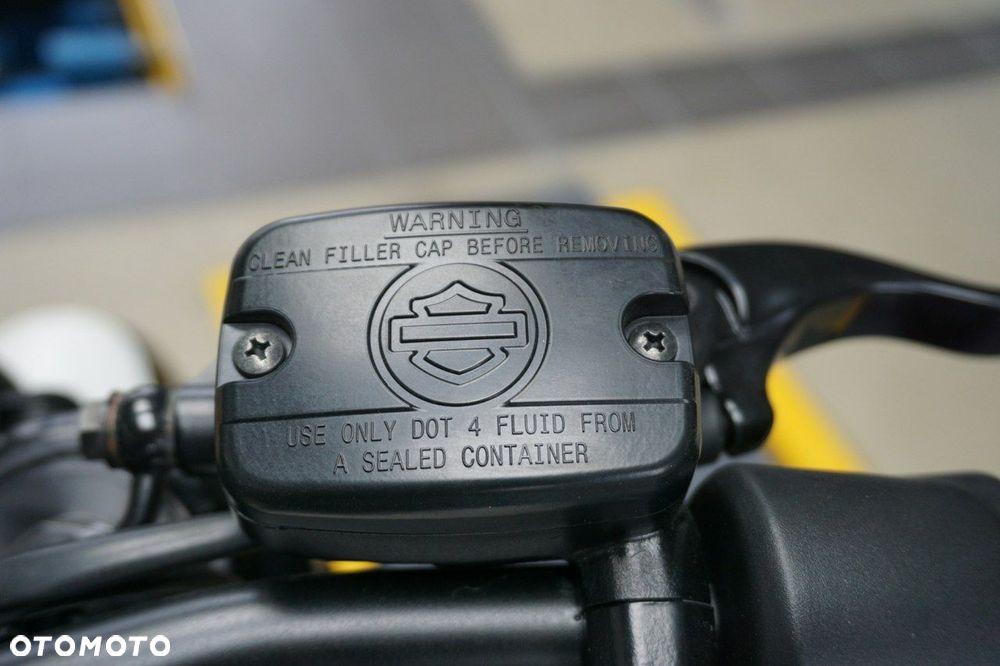 WARNING
CLEAN FILLER CAP BEFORE REMOVING
USE ONLY DOT 4 FLUID FROM
A SEALED CONTAINER
OTOMOTO